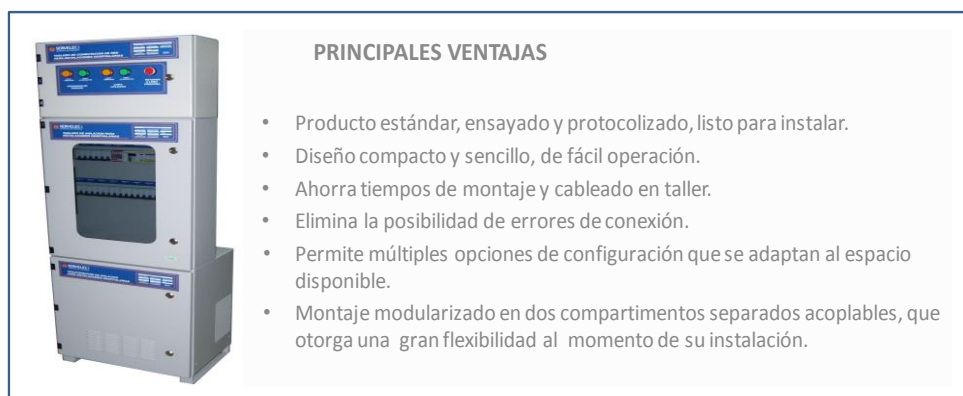 PRINCIPALES VENTAJAS
• Producto estándar, ensayado y protocolizado, listo para instalar.
• Diseño compacto y sencillo, de fácil operación.
• Ahorra tiempos de montaje y cableado en taller.
• Elimina la posibilidad de errores de conexión.
• Permite múltiples opciones de configuración que se adaptan al espacio
disponible.
• Montaje modularizado en dos compartimentos separados acoplables, que
otorga una gran flexibilidad al momento de su instalación.
SERVELEC